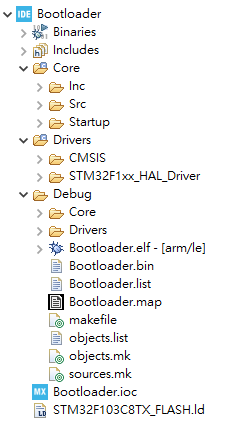 IDE Bootloader
Binaries
Includes
Core
Inc
Src
Startup
Drivers
CMSIS
STM32F1xx_HAL_Driver
Debug
Core
Drivers
Bootloader.elf - [arm/le]
Bootloader.bin
Bootloader.list
Bootloader.map
makefile
objects.list
objects.mk
sources.mk
MX Bootloader.ioc
STM32F103C8TX_FLASH.ld